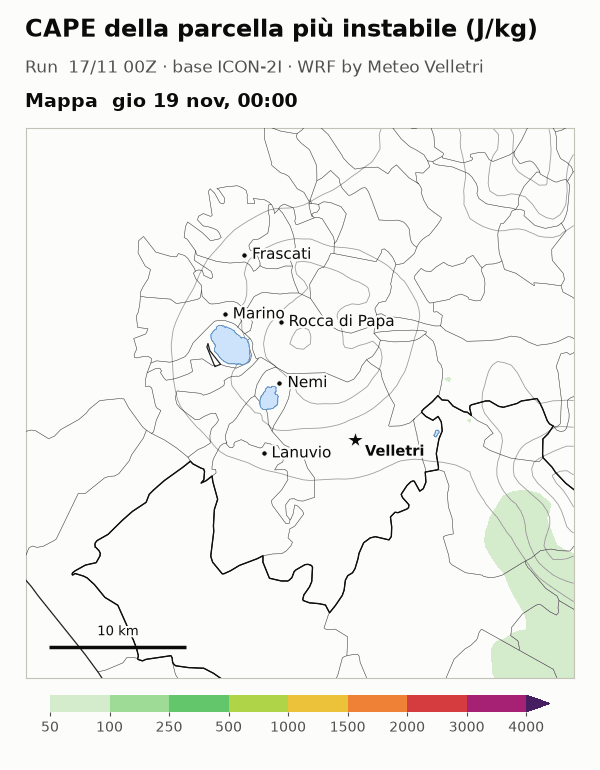 CAPE della parcella più instabile (J/kg)
Run  17/11 00Z · base ICON-2I · WRF by Meteo Velletri
Mappa  gio 19 nov, 00:00
Frascati
Marino
Rocca di Papa
Nemi
Velletri
Lanuvio
10 km
50 100 250 500 1000 1500 2000 3000 4000